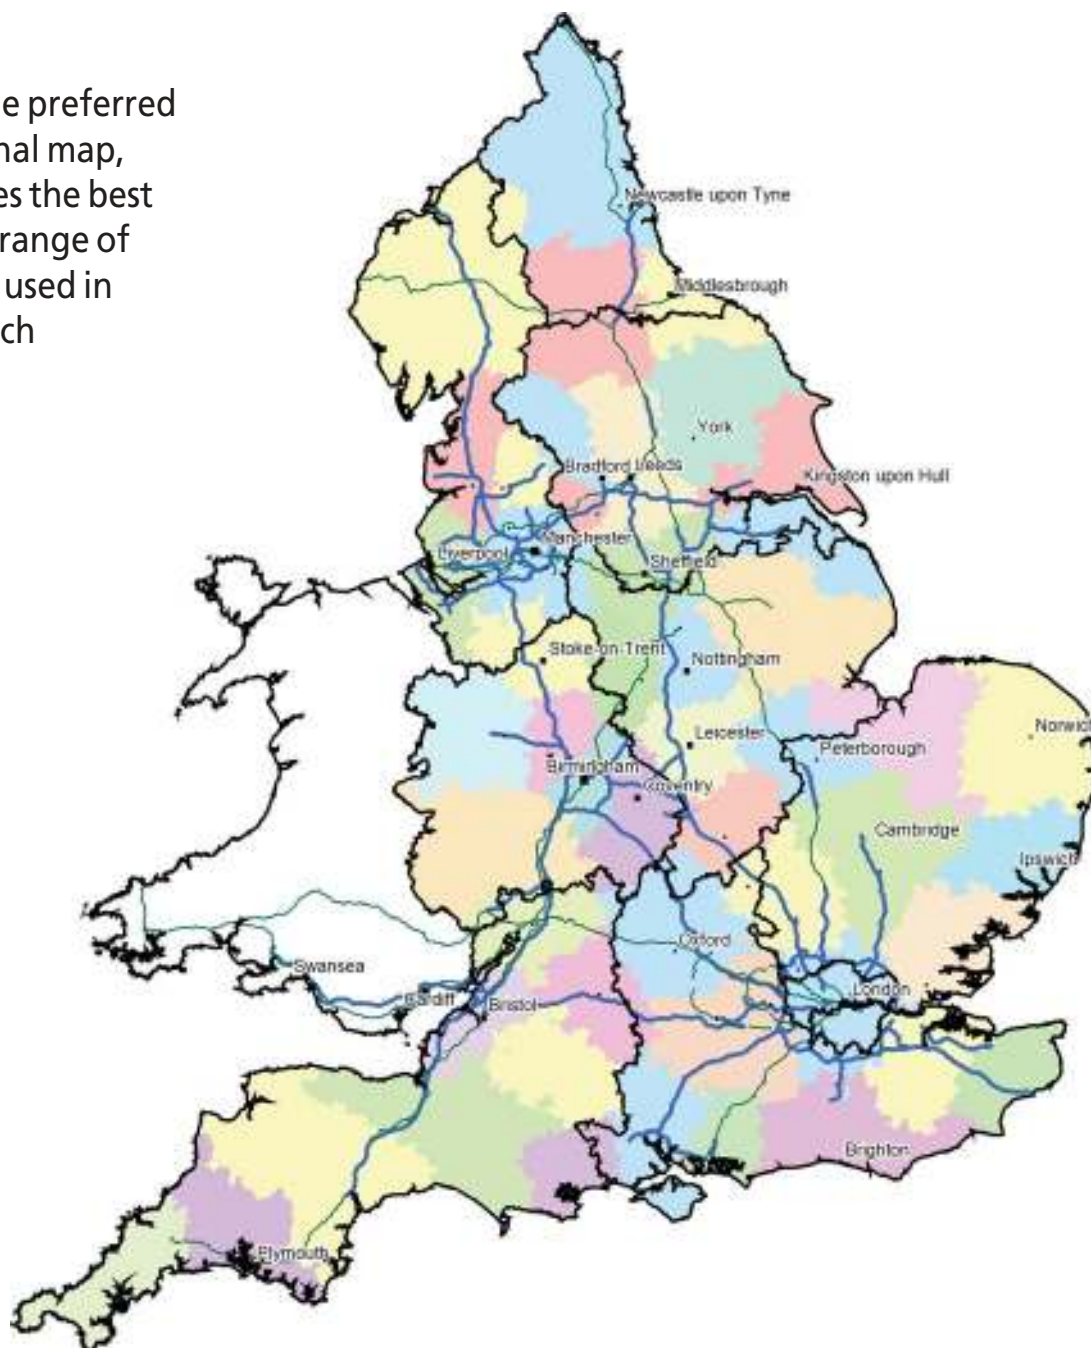 e preferred
nal map,
es the best
range of
used in
ch
Newcastle upon Tyne
Middlesbrough
York
Bradford Leeds
Kingston upon Hull
Manchester
Liverpool
Sheffield
Stoke-on-Trent
Nottingham
Leicester
Norwic
Peterborough
Birmingham
Coventry
Cambridge
Ipswich
Oxford
Swansea
London
Cardiff
Bristol
Brighton
Plymouth